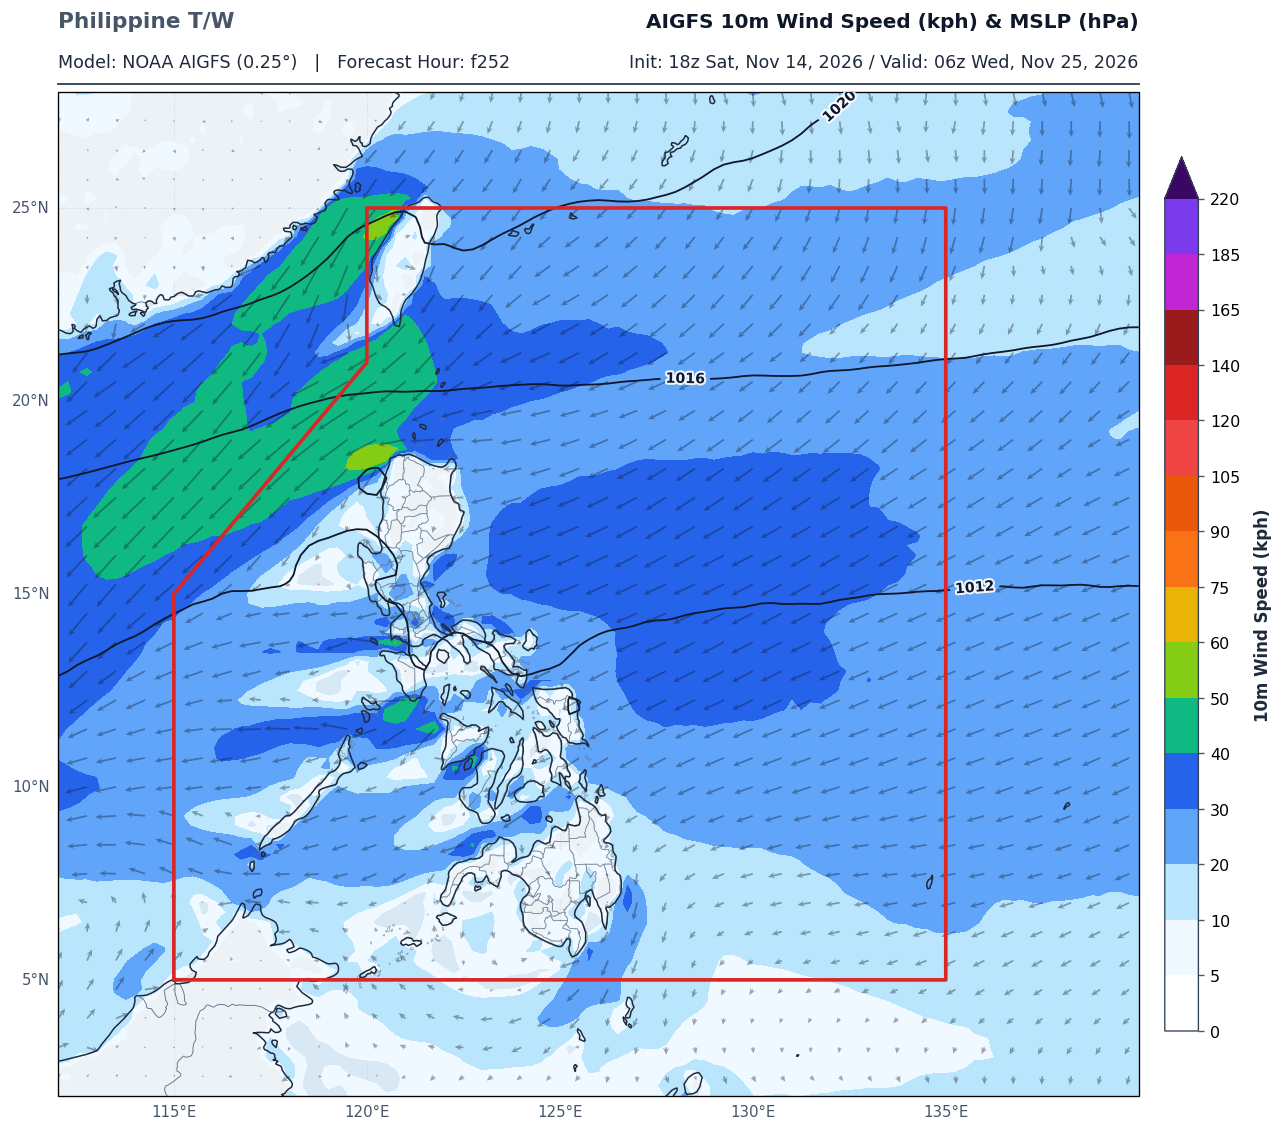 Philippine T/W
AIGFS 10m Wind Speed (kph) & MSLP (hPa)
Model: NOAA AIGFS (0.25°) | Forecast Hour: f252
Init: 18z Sat, Nov 14, 2026 / Valid: 06z Wed, Nov 25, 2026
1020
25°N
20°N
15°N
10°N
5°N
1016
1012
115°E
120°E
125°E
130°E
135°E
220
185
165
140
120
105
90
75
60
50
40
30
20
10
5
0
10m Wind Speed (kph)